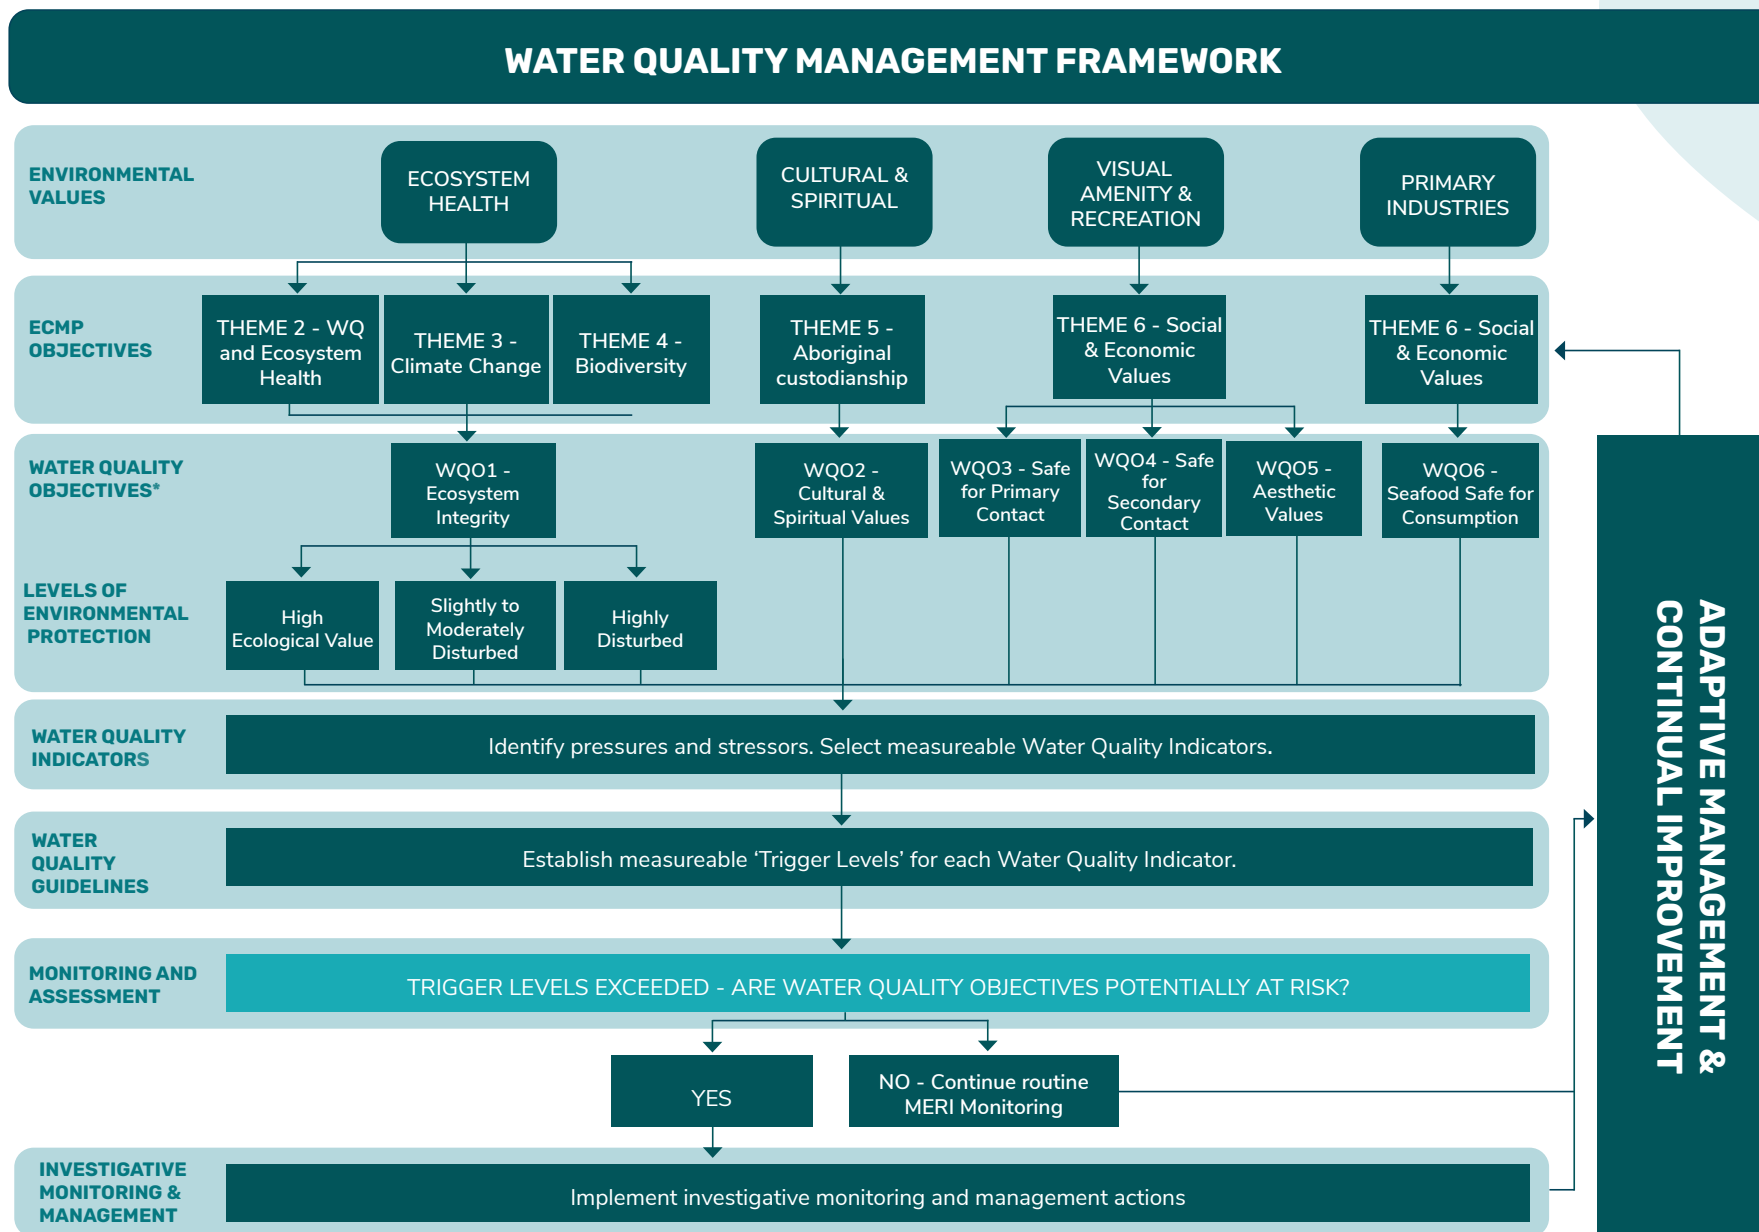 WATER QUALITY MANAGEMENT FRAMEWORK
ENVIRONMENTAL
VALUES
ECOSYSTEM
HEALTH
CULTURAL &
SPIRITUAL
VISUAL
AMENITY &
RECREATION
PRIMARY
INDUSTRIES
ECMP
OBJECTIVES
THEME 2 - WQ
and Ecosystem
Health
THEME 3 -
Climate Change
THEME 4 -
Biodiversity
THEME 5 -
Aboriginal
custodianship
THEME 6 - Social
& Economic
Values
THEME 6 - Social
& Economic
Values
WATER QUALITY
OBJECTIVES*
WQO1 -
Ecosystem
Integrity
WQO2 -
Cultural &
Spiritual Values
WQO3 - Safe
for Primary
Contact
WQO4 - Safe
for
Secondary
Contact
WQO5 -
Aesthetic
Values
WQO6 -
Seafood Safe for
Consumption
LEVELS OF
ENVIRONMENTAL
PROTECTION
High
Ecological Value
Slightly to
Moderately
Disturbed
Highly
Disturbed
WATER QUALITY
INDICATORS
Identify pressures and stressors. Select measureable Water Quality Indicators.
WATER
QUALITY
GUIDELINES
Establish measureable ‘Trigger Levels’ for each Water Quality Indicator.
MONITORING AND
ASSESSMENT
TRIGGER LEVELS EXCEEDED - ARE WATER QUALITY OBJECTIVES POTENTIALLY AT RISK?
YES
NO - Continue routine
MERI Monitoring
INVESTIGATIVE
MONITORING &
MANAGEMENT
Implement investigative monitoring and management actions
ADAPTIVE MANAGEMENT &
CONTINUAL IMPROVEMENT